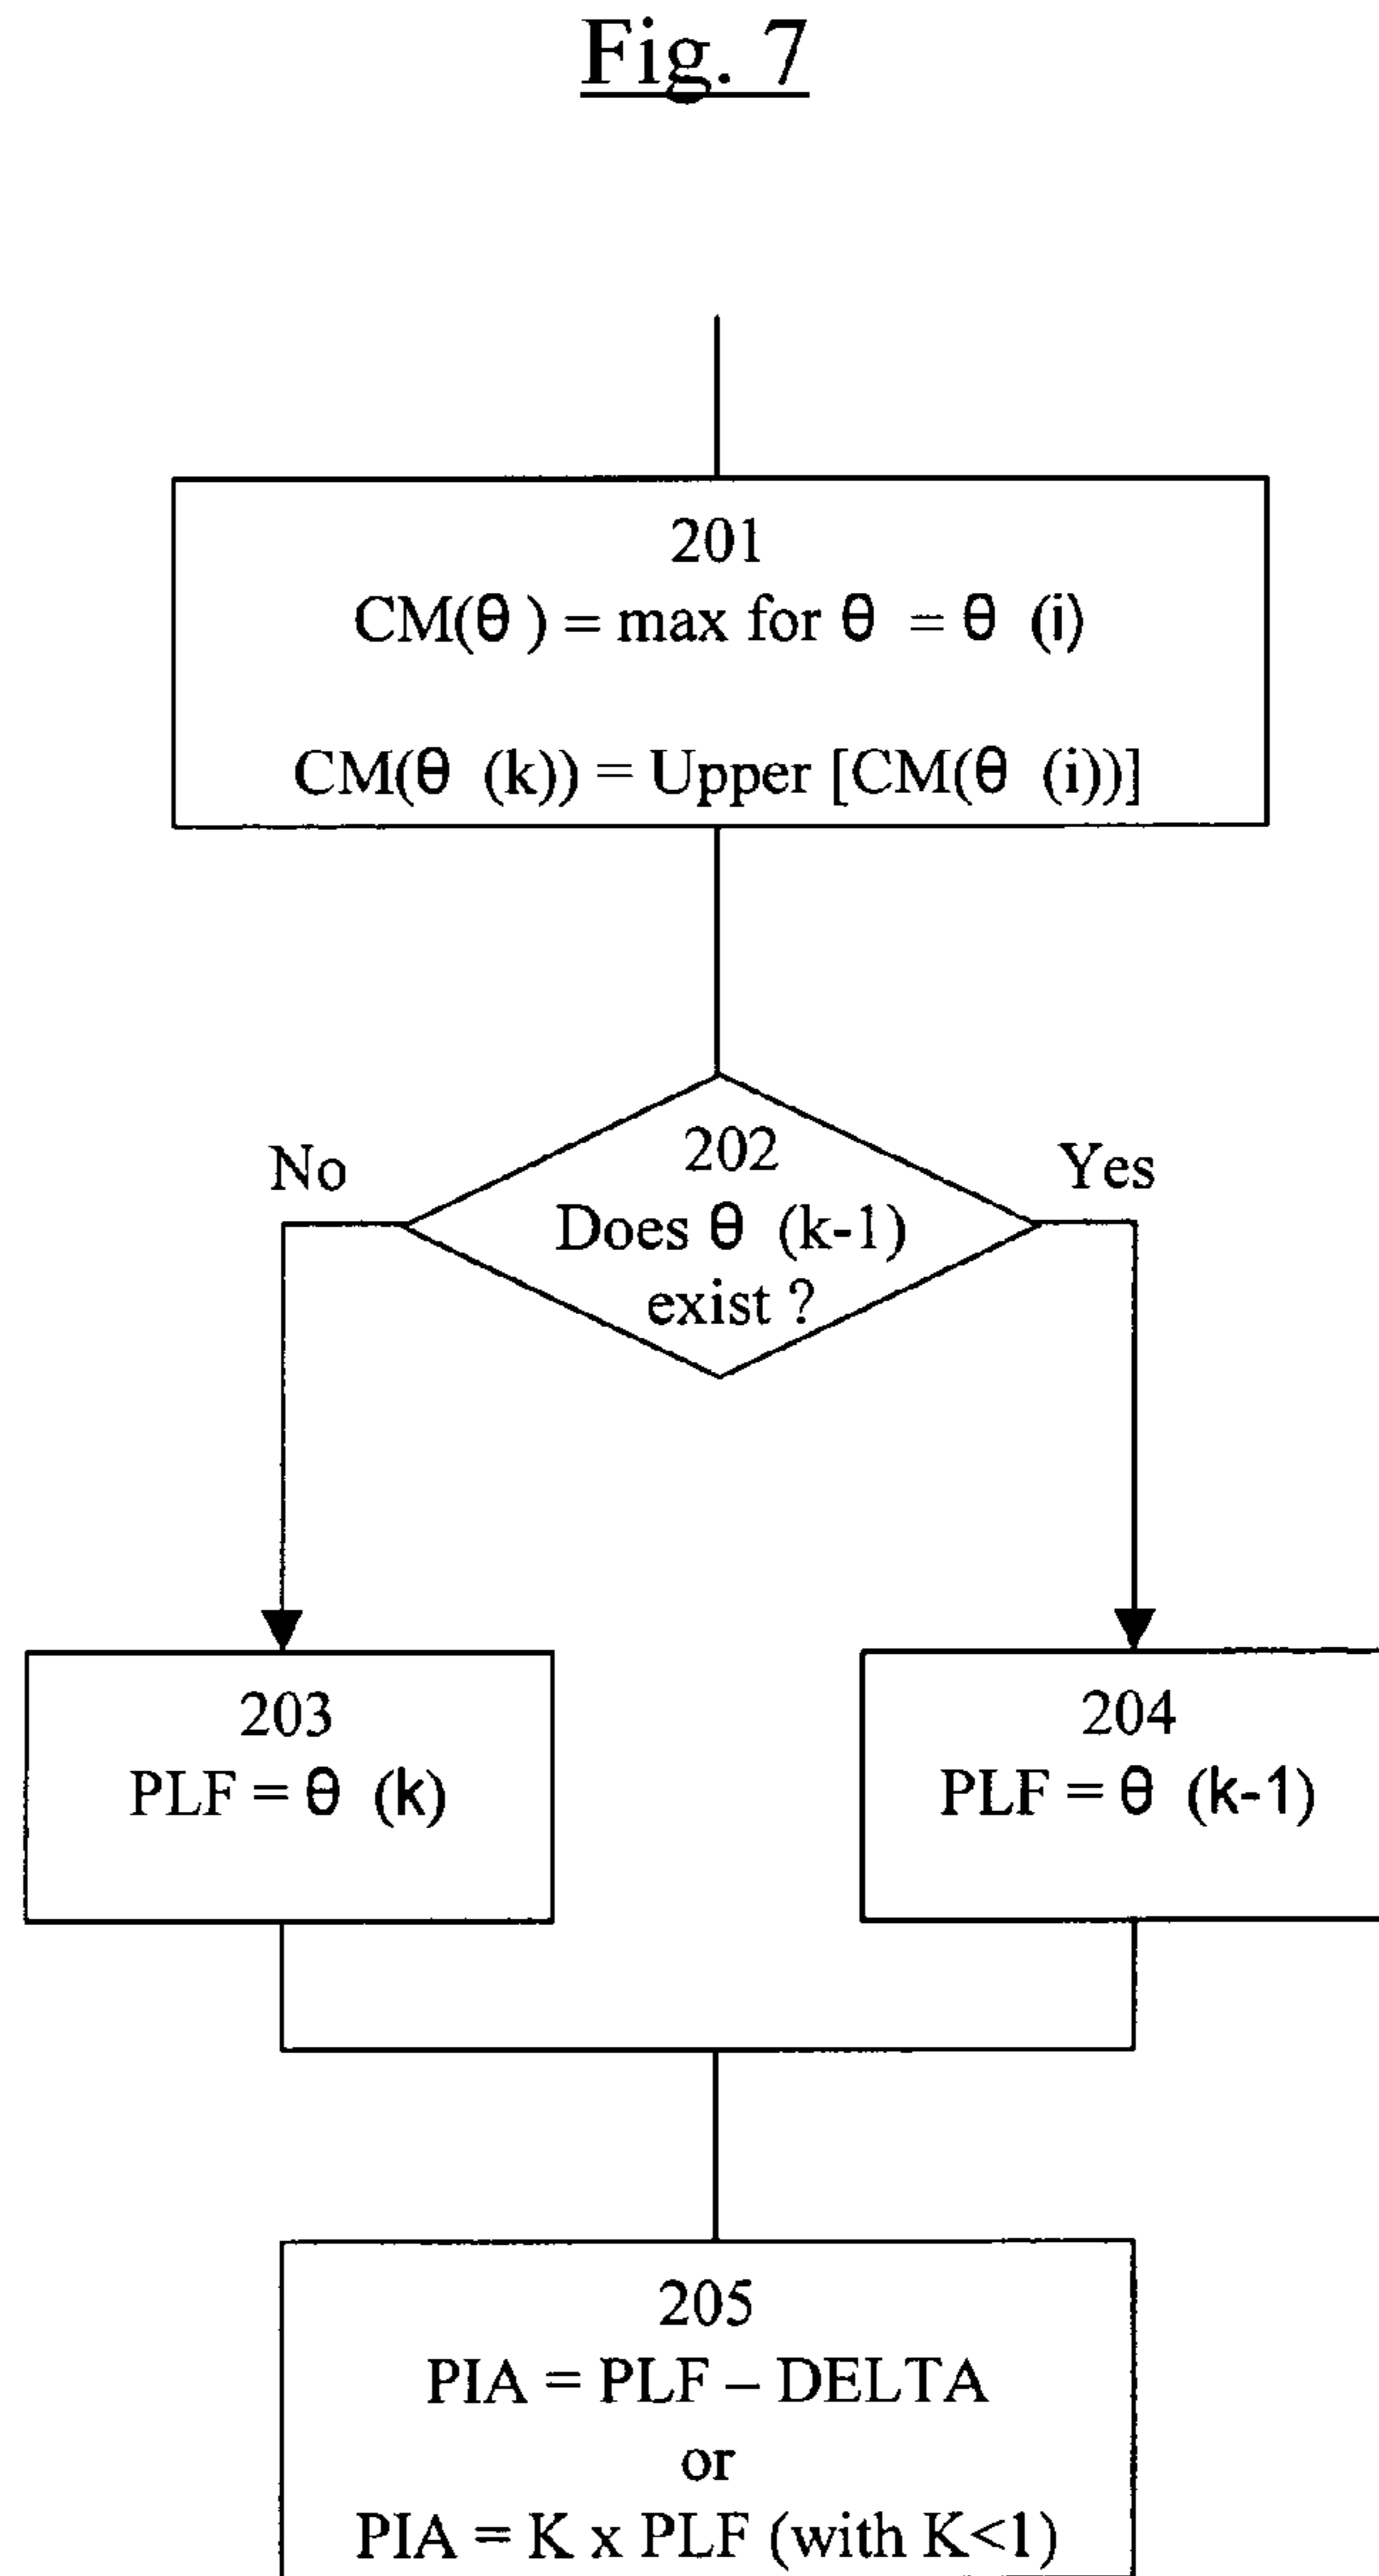 Fig. 7
201
CM(θ ) = max for θ = θ (i)
CM(θ (k)) = Upper [CM(θ (i))]
No
Yes
202
Does θ (k-1)
exist ?
203
PLF = θ (k)
204
PLF = θ (k-1)
205
PIA = PLF – DELTA
or
PIA = K x PLF (with K<1)